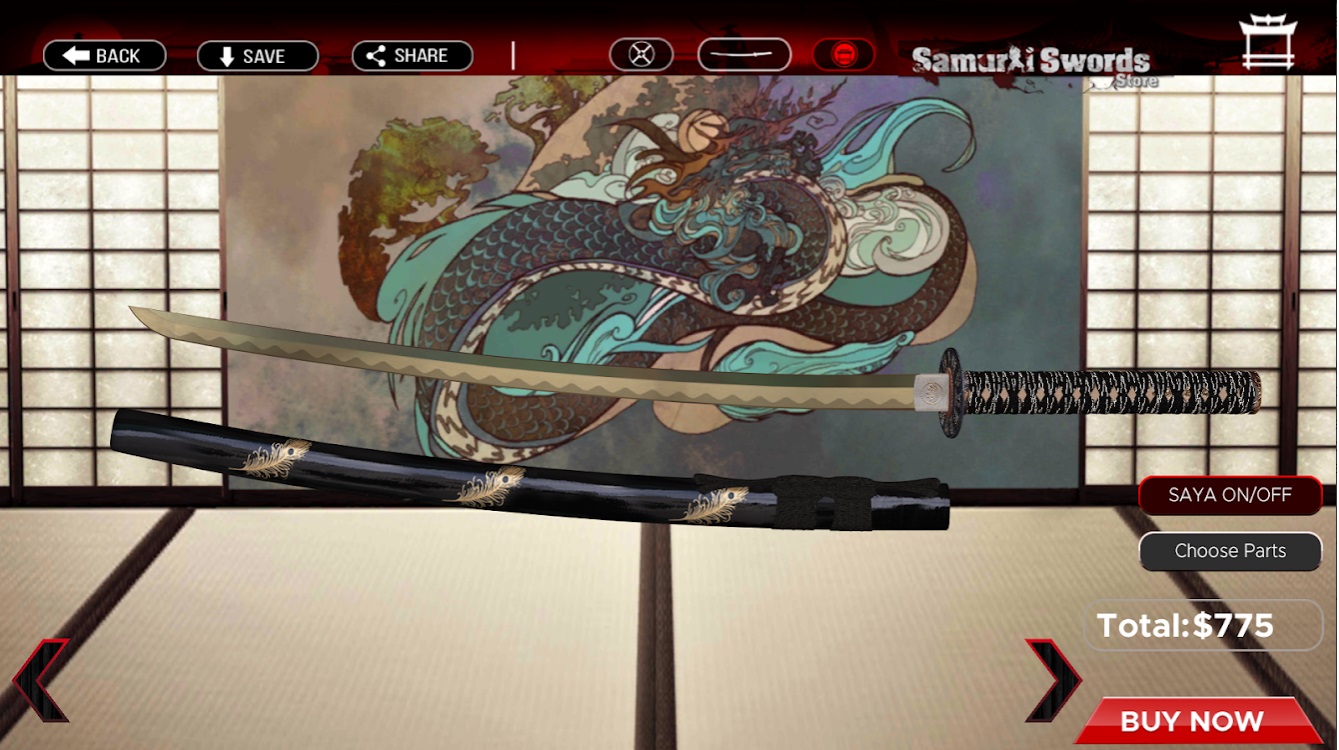 BACK
SAVE
SHARE
Samurai Swords
Store
SAYA ON/OFF
Choose Parts
Total:$775
BUY NOW